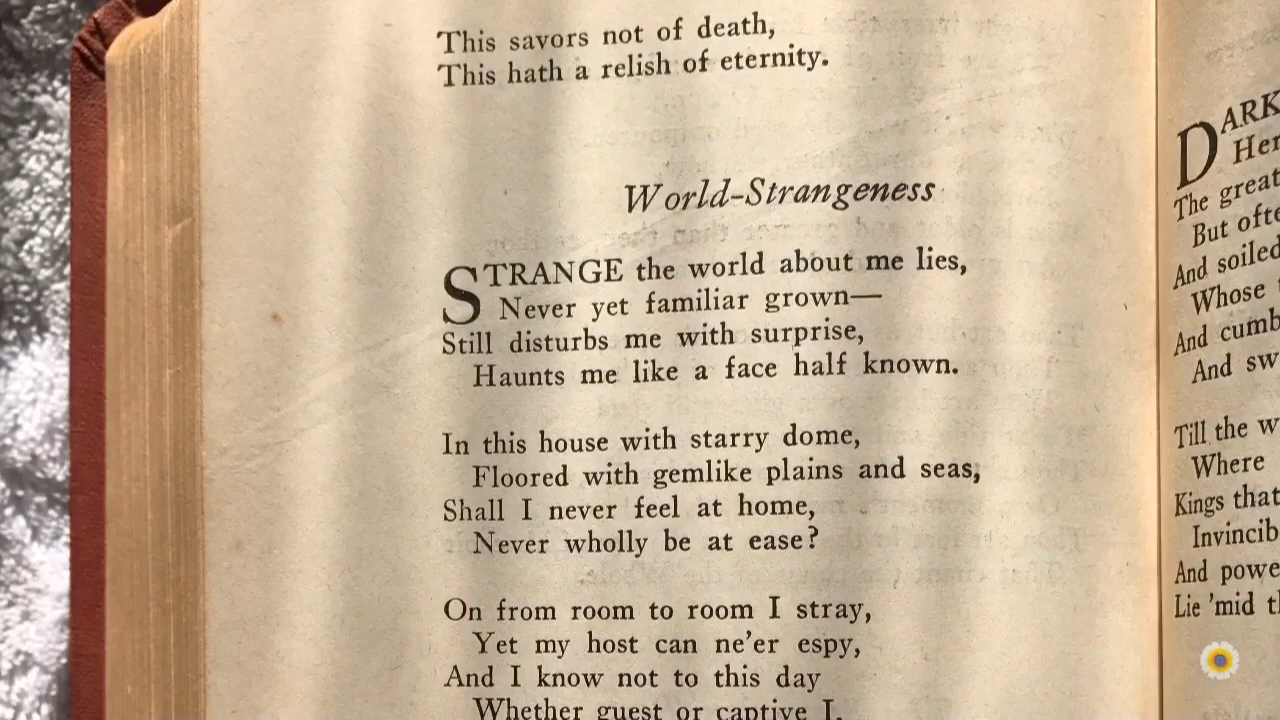 This savors not of death,
This hath a relish of eternity.
World-Strangeness
STRANGE the world about me lies,
Never yet familiar grown—
Still disturbs me with surprise,
Haunts me like a face half known.
In this house with starry dome,
Floored with gemlike plains and seas,
Shall I never feel at home,
Never wholly be at ease?
On from room to room I stray,
Yet my host can ne'er espy,
And I know not to this day
Whether guest or captive I.
DARK
Her
The great
But ofte
And soiled
Whose
And cumb
And sw
Till the w
Where
Kings that
Invincib
And powe
Lie 'mid th